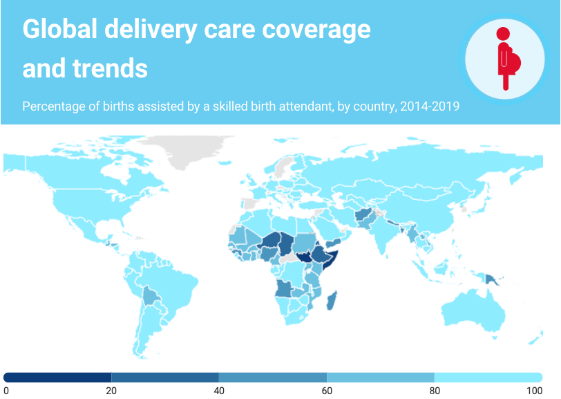 Global delivery care coverage
and trends
Percentage of births assisted by a skilled birth attendant, by country, 2014-2019
0 20 40 60 80 100